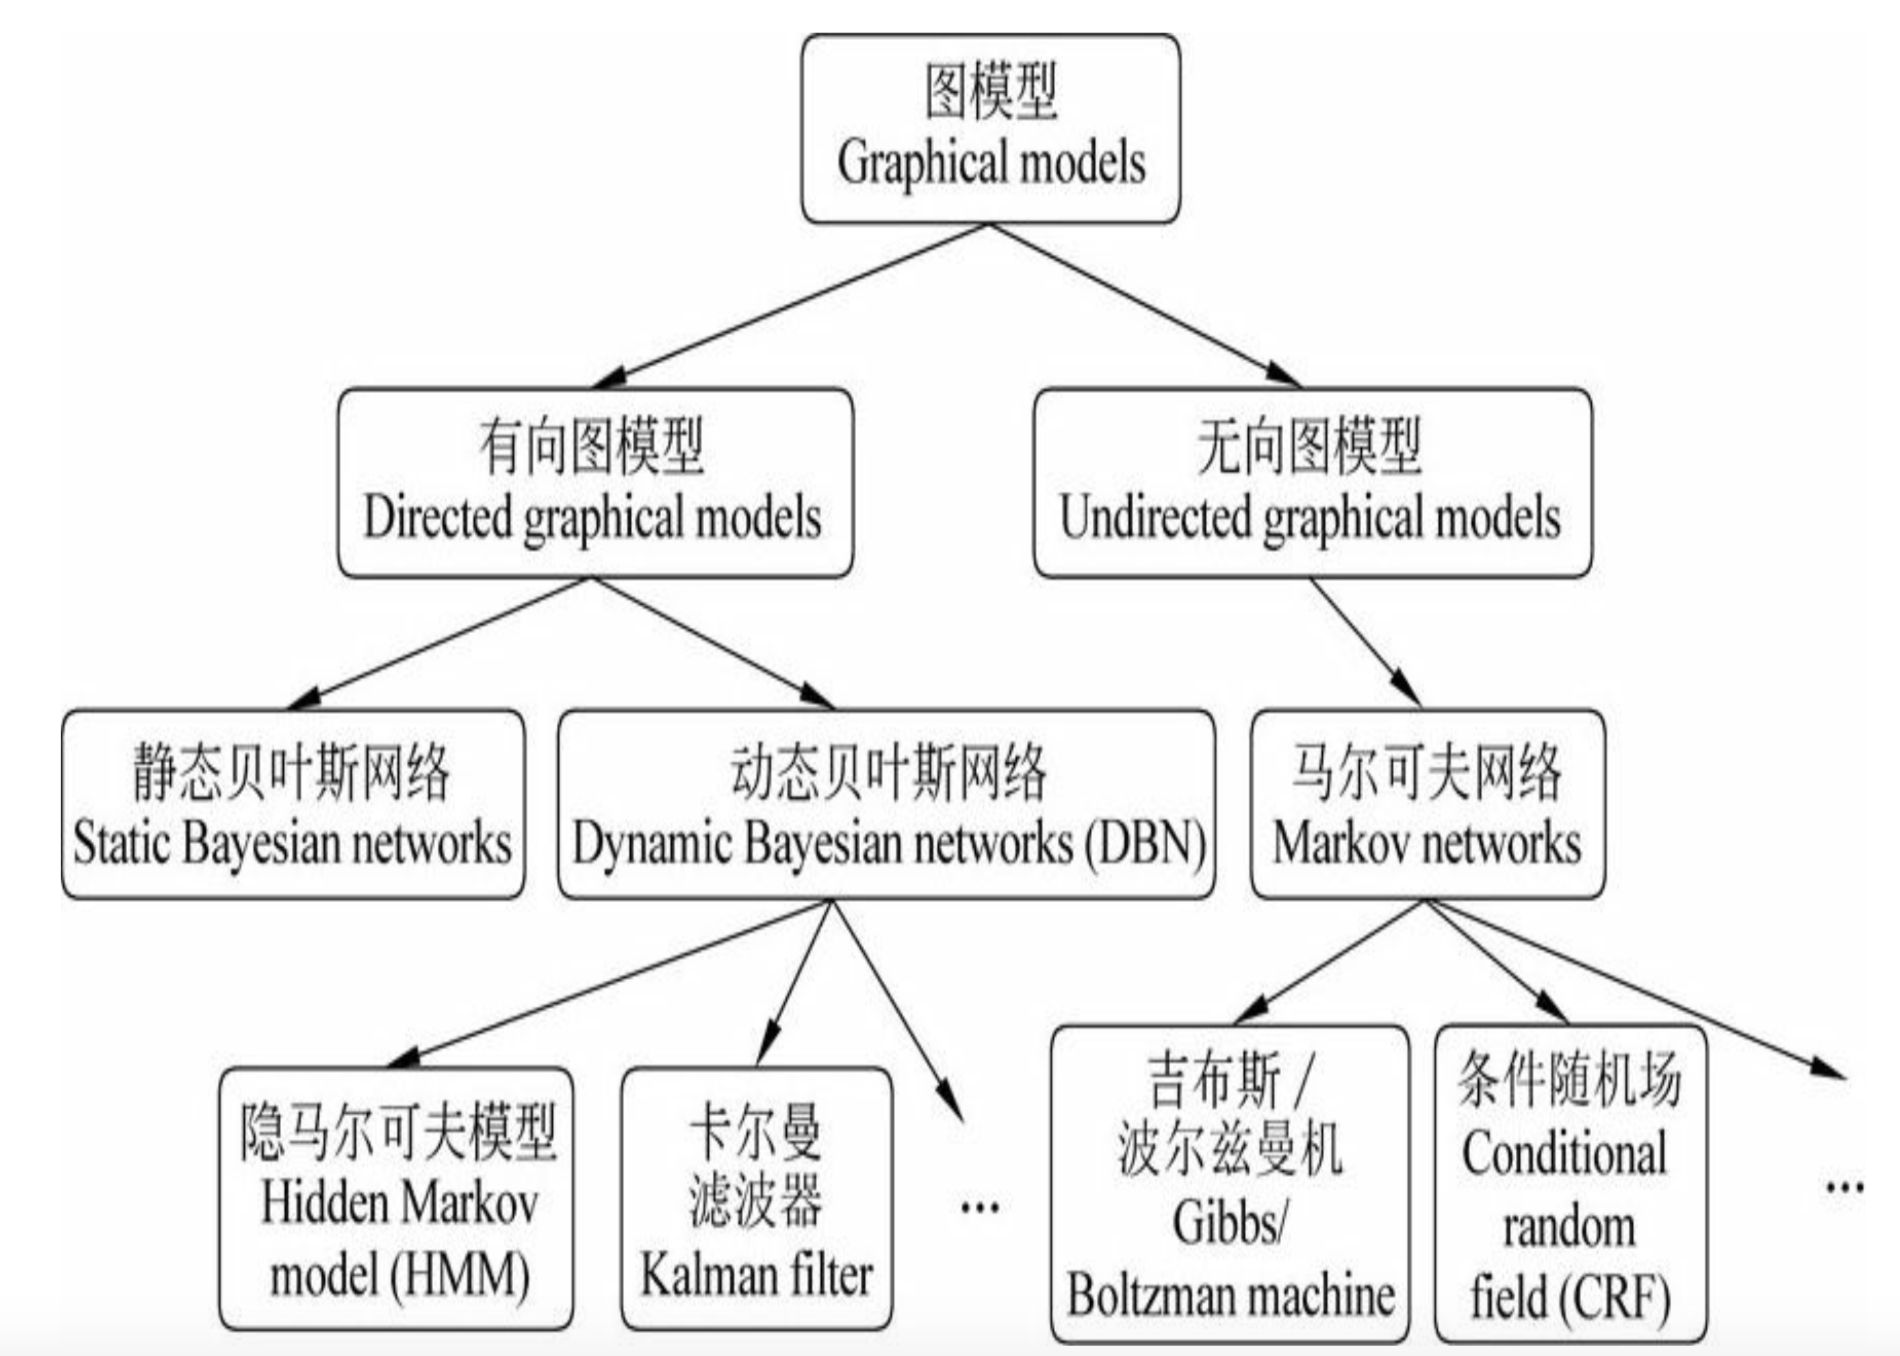 图模型
Graphical models
有向图模型
Directed graphical models
无向图模型
Undirected graphical models
静态贝叶斯网络
Static Bayesian networks
动态贝叶斯网络
Dynamic Bayesian networks (DBN)
马尔可夫网络
Markov networks
隐马尔可夫模型
Hidden Markov
model (HMM)
卡尔曼
滤波器
Kalman filter
...
吉布斯 /
波尔兹曼机
Gibbs/
Boltzman machine
条件随机场
Conditional
random
field (CRF)
...